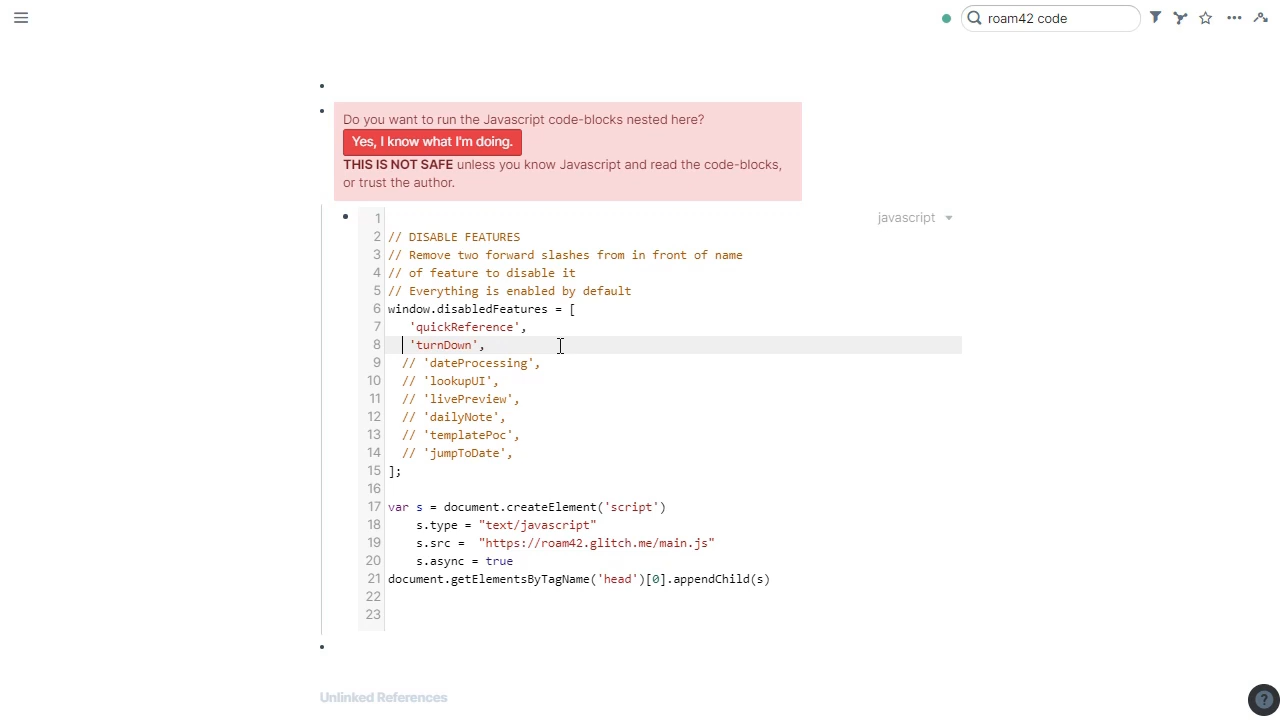 roam42 code
Do you want to run the Javascript code-blocks nested here?
Yes, I know what I'm doing.
THIS IS NOT SAFE unless you know Javascript and read the code-blocks,
or trust the author.
javascript
1
2 // DISABLE FEATURES
3 // Remove two forward slashes from in front of name
4 // of feature to disable it
5 // Everything is enabled by default
6 window.disabledFeatures = [
7 'quickReference',
8 'turnDown',
9 // 'dateProcessing',
10 // 'lookupUI',
11 // 'livePreview',
12 // 'dailyNote',
13 // 'templatePoc',
14 // 'jumpToDate',
15 ];
16
17 var s = document.createElement('script')
18 s.type = "text/javascript"
19 s.src =  "https://roam42.glitch.me/main.js"
20 s.async = true
21 document.getElementsByTagName('head')[0].appendChild(s)
22
23
Unlinked References
?